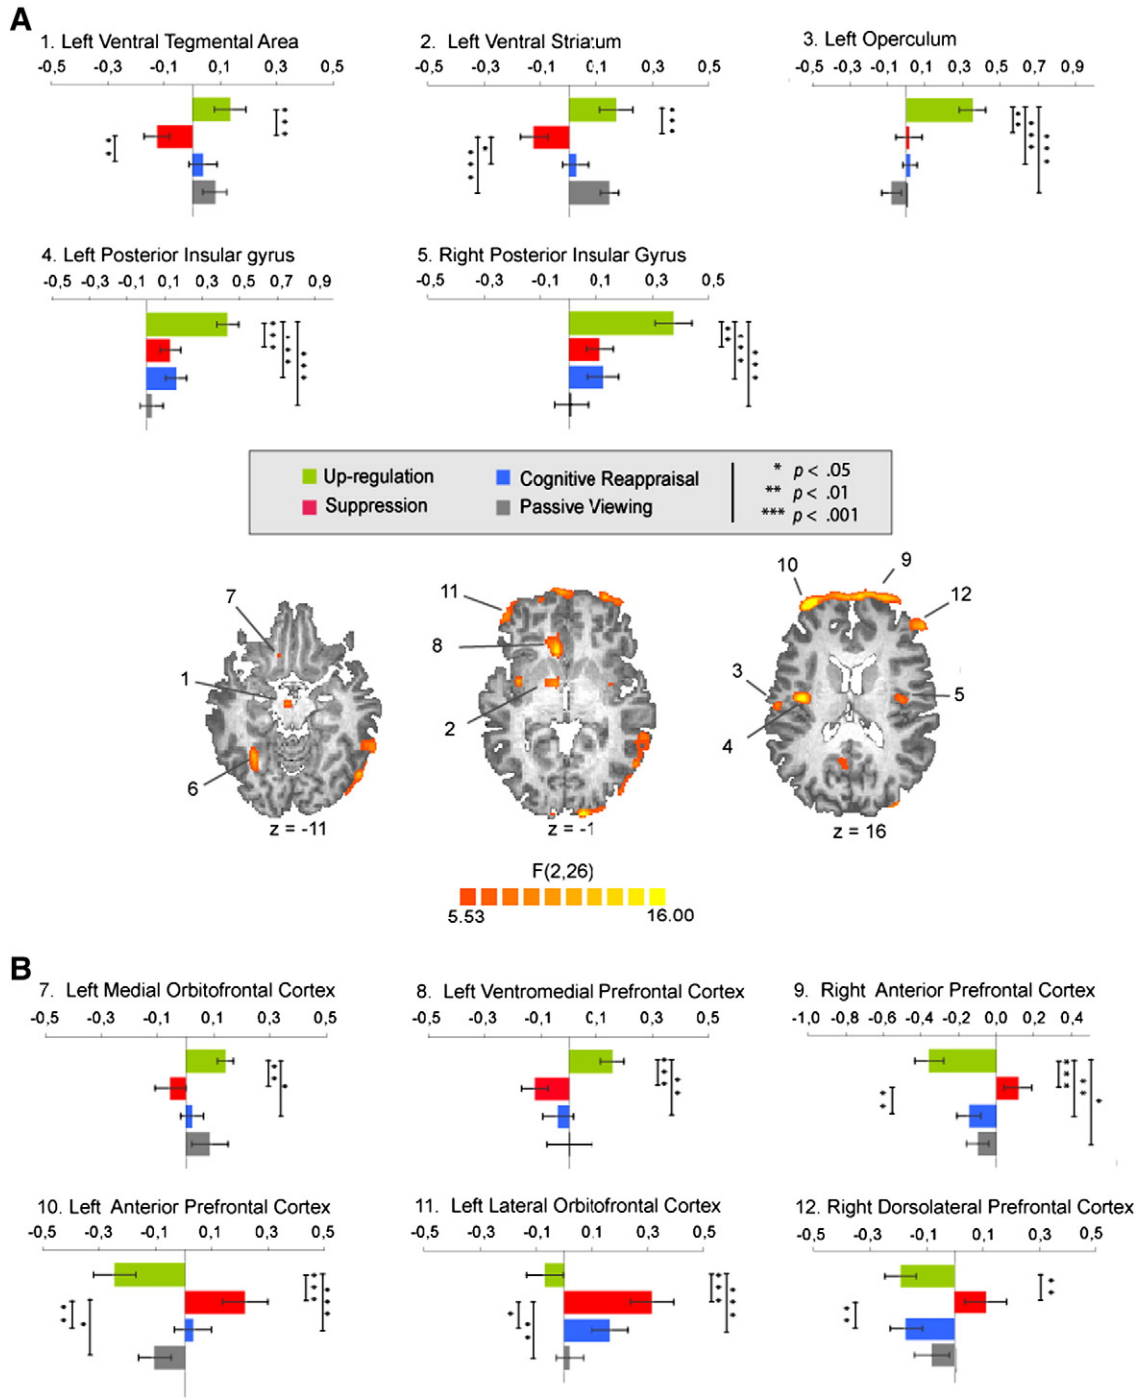 A
1. Left Ventral Tegmental Area
-0,5 -0,3 -0,1 0,1 0,3 0,5
***
**
2. Left Ventral Striatum
-0,5 -0,3 -0,1 0,1 0,3 0,5
***
*
***
3. Left Operculum
-0,5 -0,3 -0,1 0,1 0,3 0,5 0,7 0,9
**
***
***
4. Left Posterior Insular gyrus
-0,5 -0,3 -0,1 0,1 0,3 0,5 0,7 0,9
***
***
***
5. Right Posterior Insular Gyrus
-0,5 -0,3 -0,1 0,1 0,3 0,5
**
***
***
Up-regulation
Suppression
Cognitive Reappraisal
Passive Viewing
* p < .05
** p < .01
*** p < .001
7
1
6
z = -11
11
8
2
z = -1
10
9
12
3
5
4
z = 16
F(2,26)
5.53 16.00
B
7. Left Medial Orbitofrontal Cortex
-0,5 -0,3 -0,1 0,1 0,3 0,5
**
*
8. Left Ventromedial Prefrontal Cortex
-0,5 -0,3 -0,1 0,1 0,3 0,5
***
**
9. Right Anterior Prefrontal Cortex
-1,0 -0,8 -0,6 -0,4 -0,2 0,0 0,2 0,4
***
**
*
**
10. Left Anterior Prefrontal Cortex
-0,5 -0,3 -0,1 0,1 0,3 0,5
***
***
**
*
11. Left Lateral Orbitofrontal Cortex
-0,5 -0,3 -0,1 0,1 0,3 0,5
***
***
*
**
12. Right Dorsolateral Prefrontal Cortex
-0,5 -0,3 -0,1 0,1 0,3 0,5
**
**